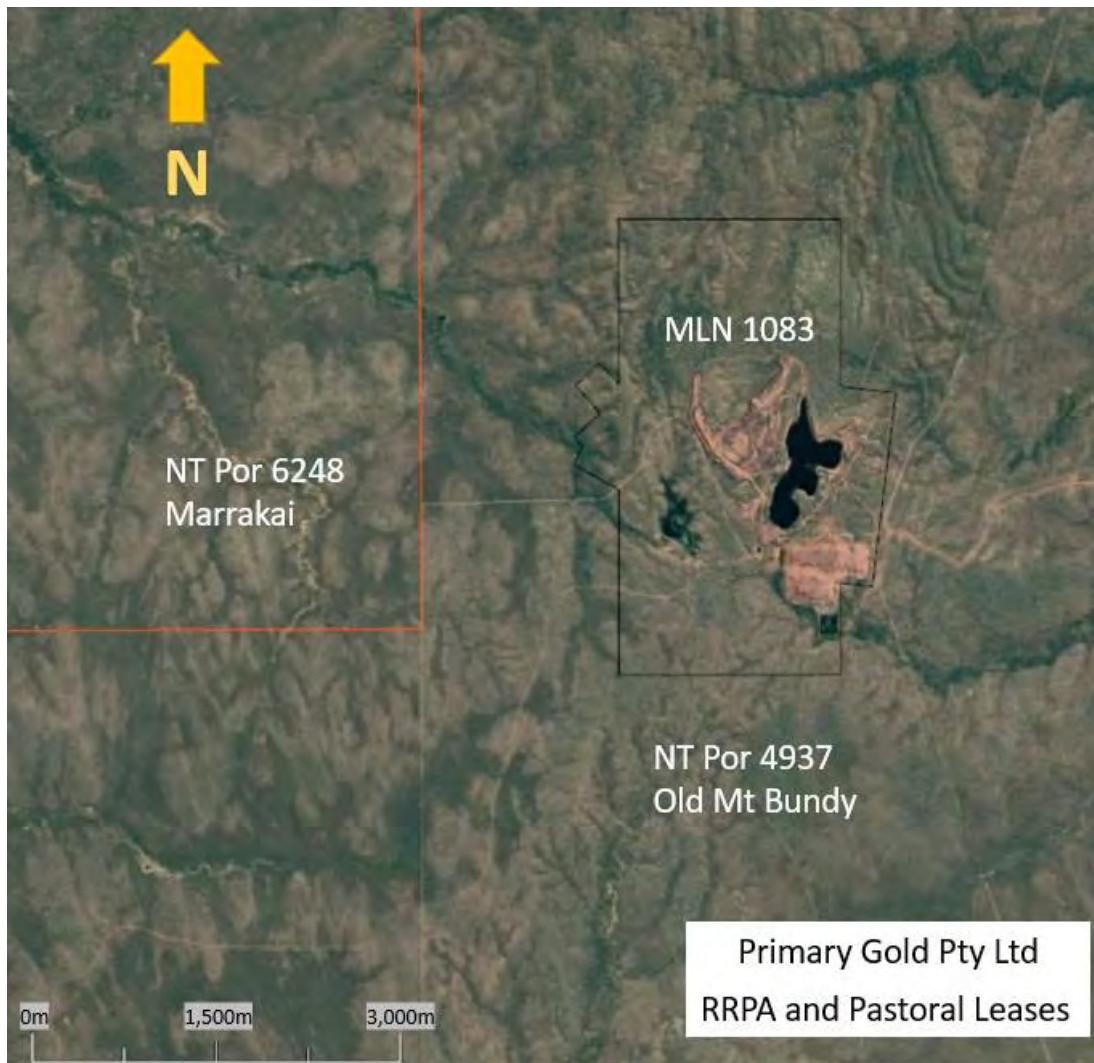 N
MLN 1083
NT Por 6248
Marrakai
NT Por 4937
Old Mt Bundy
Primary Gold Pty Ltd
RRPA and Pastoral Leases
0m
1,500m
3,000m